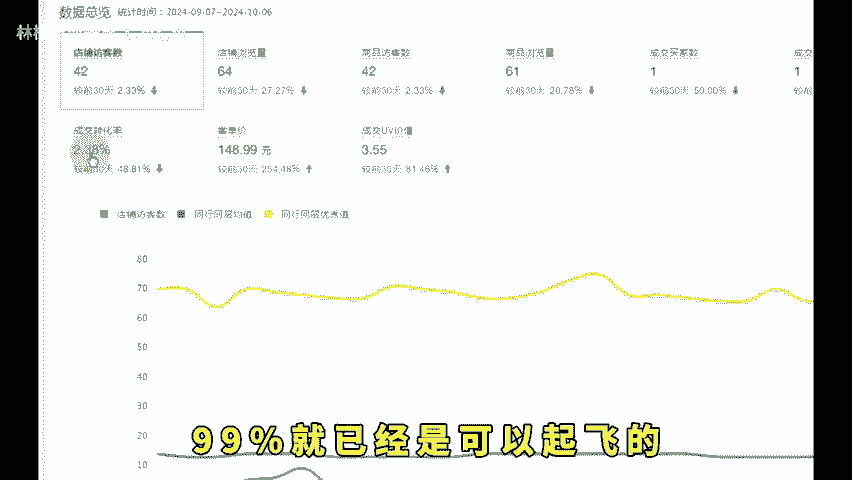 数据总览 统计时间：2024-09-07-2024-10-06
店铺访客数 店铺浏览量 商品访客数 商品浏览量 成交买家数 成交
42 64 42 61 1 1
较前30天 2.33% 较前30天 27.27% 较前30天 2.33% 较前30天 20.78% 较前30天 50.00% 较前30
成交转化率 客单价 成交UV价值
2.38% 148.99 元 3.55
较前30天 48.81% 较前30天 254.48% 较前30天 81.46%
店铺访客数 同行同层均值 同行同层优秀值
80
70
60
50
40
30
20
10
99%就已经是可以起飞的